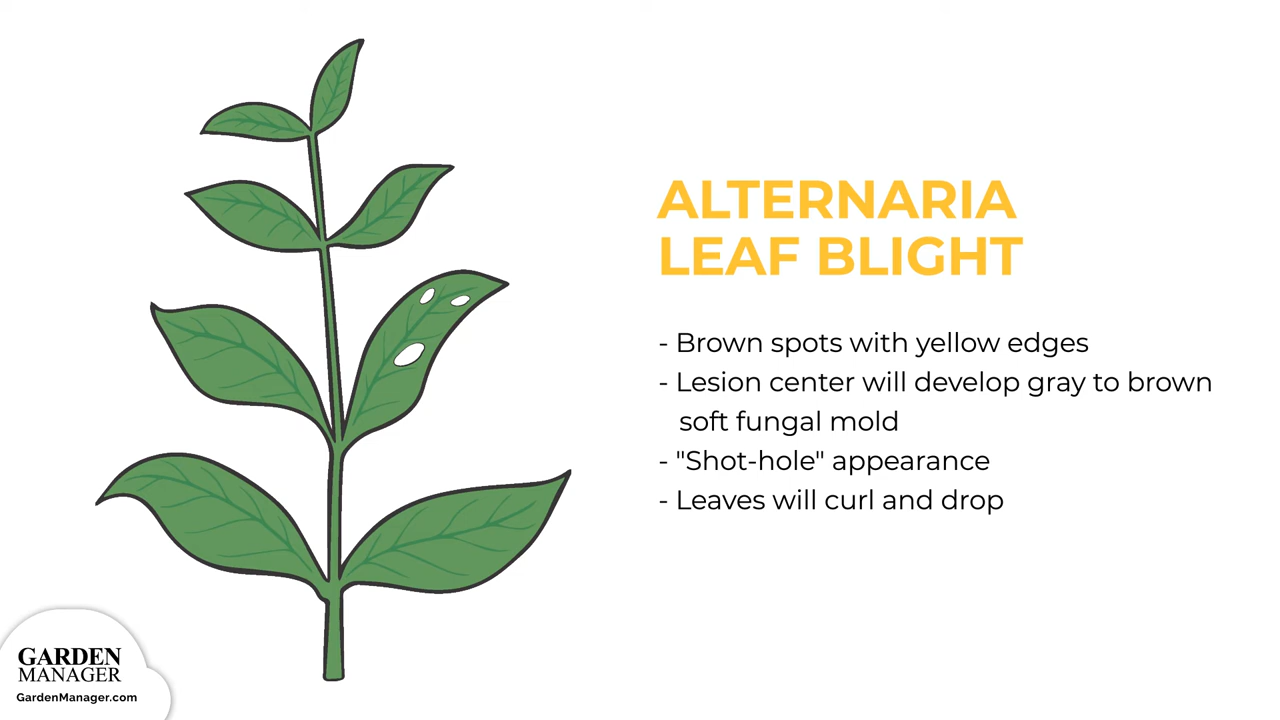 ALTERNARIA
LEAF BLIGHT
- Brown spots with yellow edges
- Lesion center will develop gray to brown
soft fungal mold
- "Shot-hole" appearance
- Leaves will curl and drop
GARDEN
MANAGER
GardenManager.com